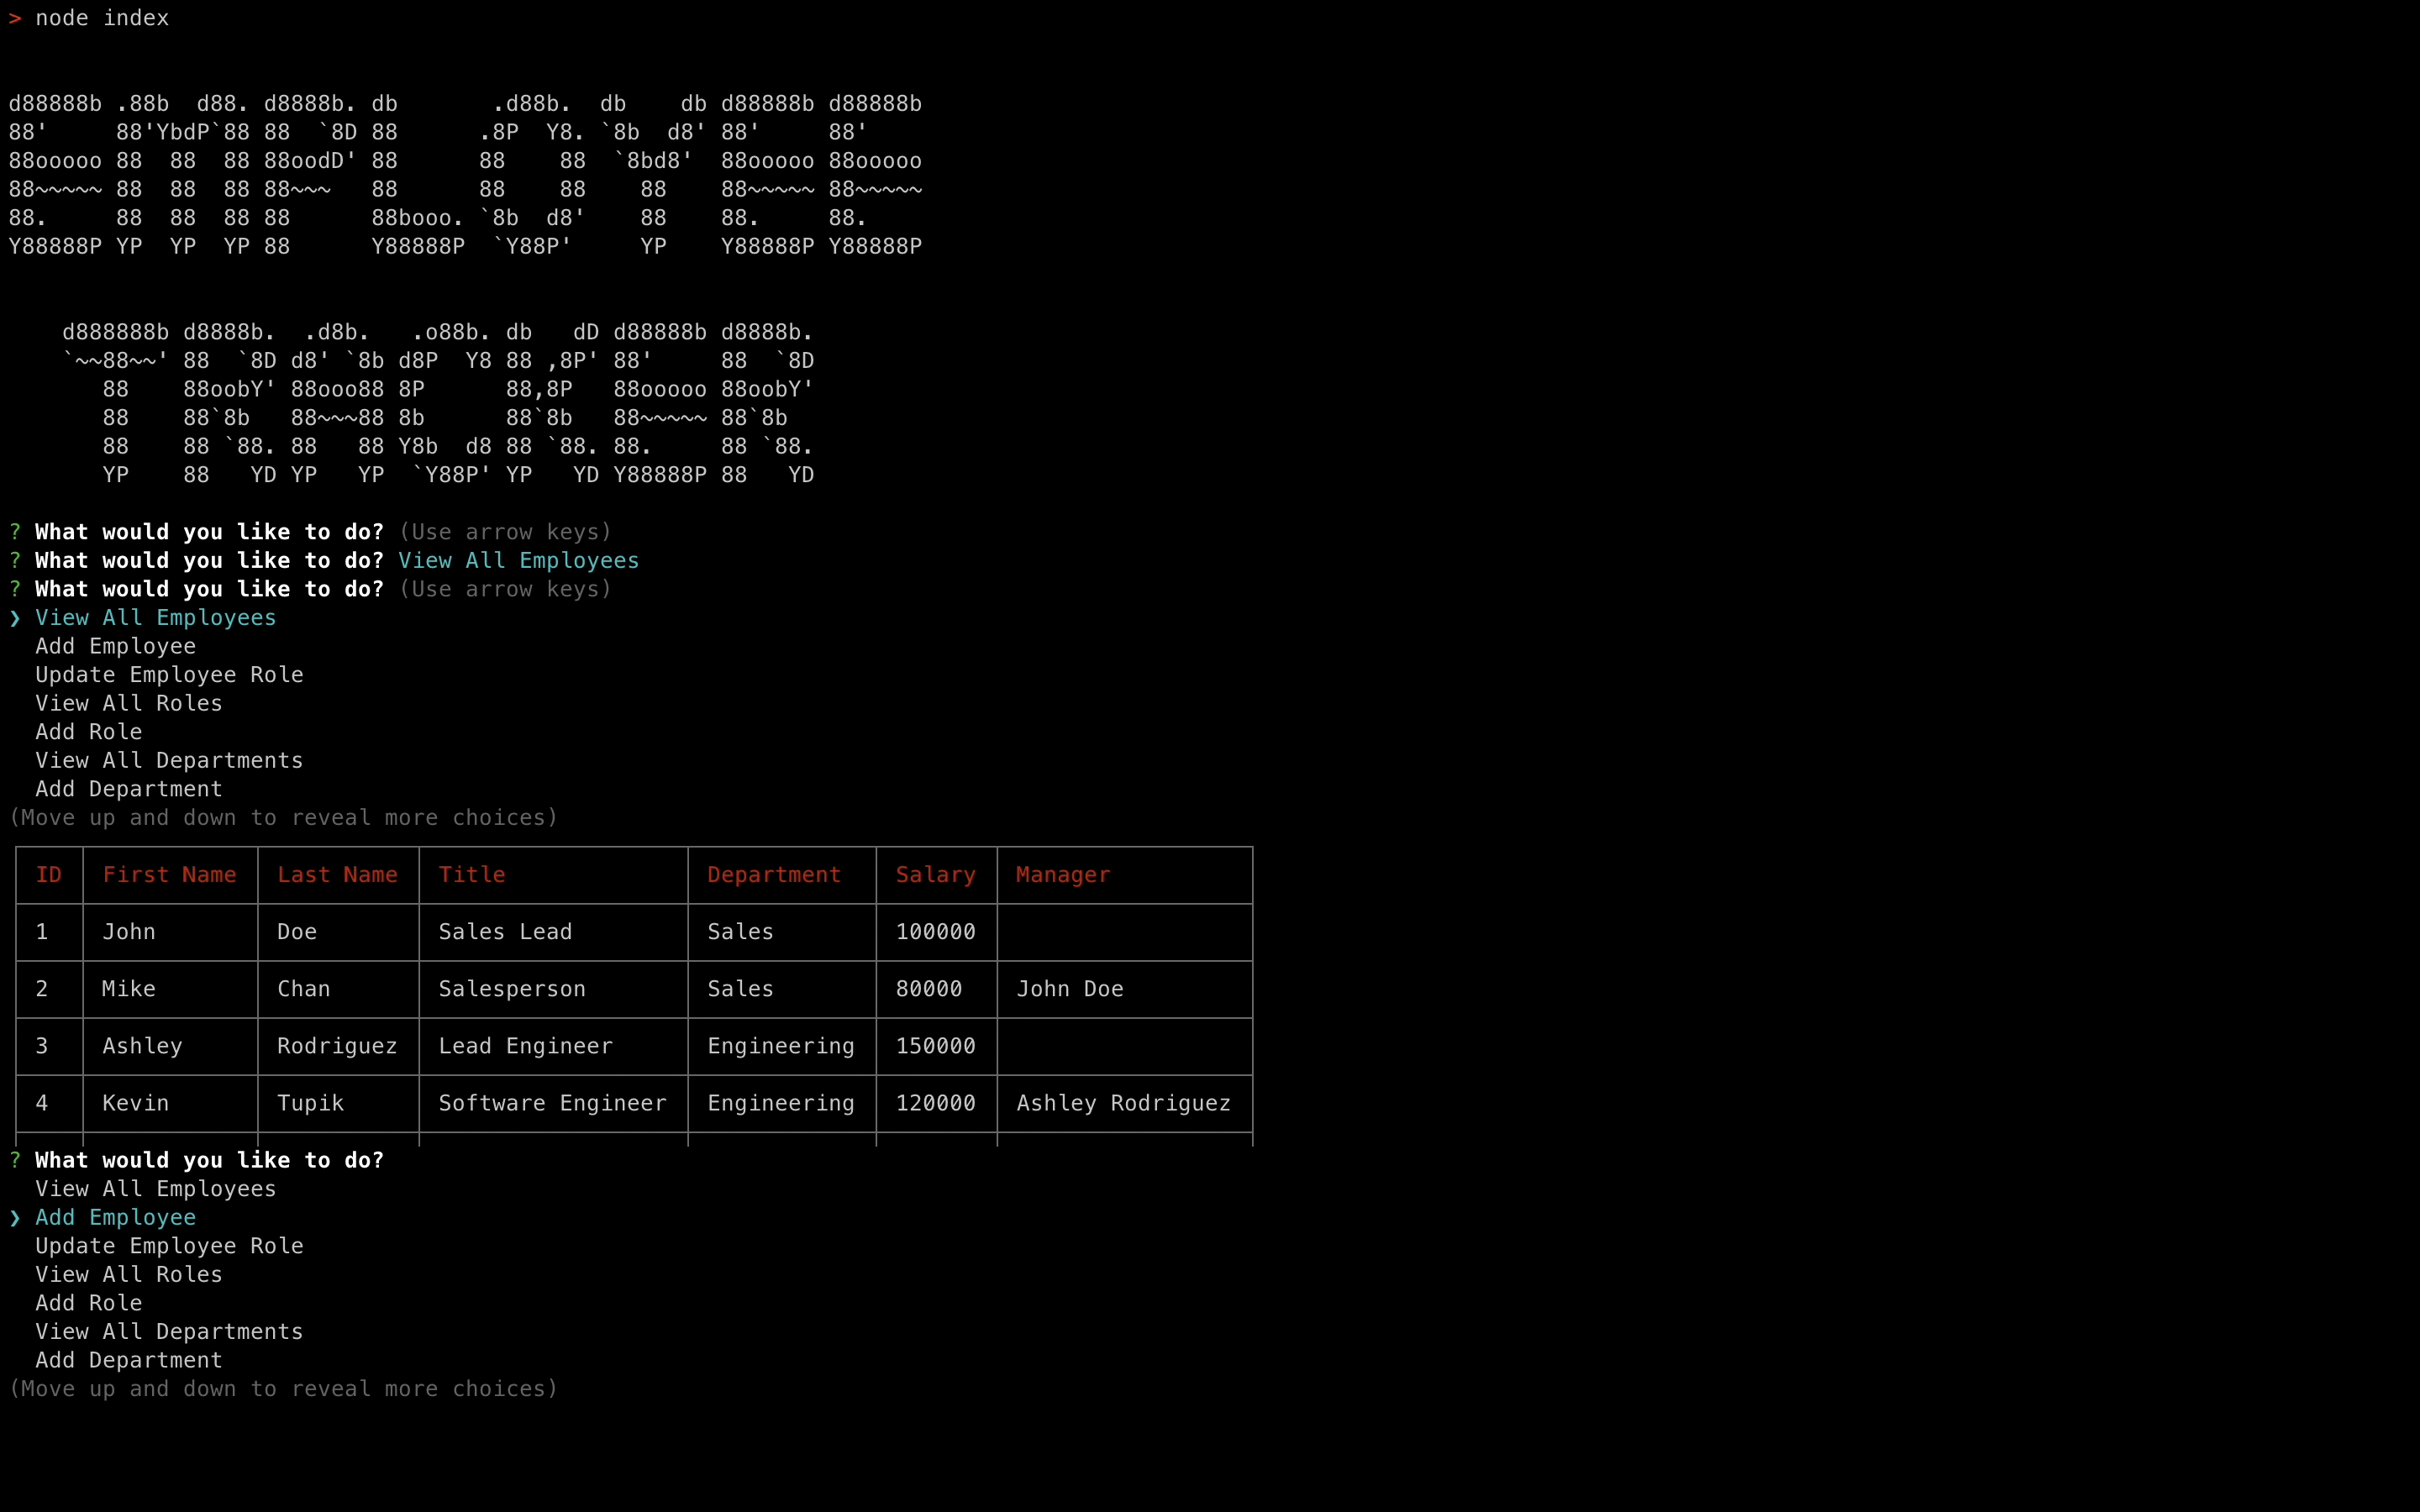 > node index
d88888b .88b  d88. d8888b. db       .d88b.  db    db d88888b d88888b
88'     88'YbdP`88 88  `8D 88      .8P  Y8. `8b  d8' 88'     88'
88ooooo 88  88  88 88oodD' 88      88    88  `8bd8'  88ooooo 88ooooo
88~~~~~ 88  88  88 88~~~   88      88    88    88    88~~~~~ 88~~~~~
88.     88  88  88 88      88booo. `8b  d8'    88    88.     88.
Y88888P YP  YP  YP 88      Y88888P  `Y88P'     YP    Y88888P Y88888P
    d888888b d8888b.  .d8b.   .o88b. db   dD d88888b d8888b.
    `~~88~~' 88  `8D d8' `8b d8P  Y8 88 ,8P' 88'     88  `8D
       88    88oobY' 88ooo88 8P      88,8P   88ooooo 88oobY'
       88    88`8b   88~~~88 8b      88`8b   88~~~~~ 88`8b
       88    88 `88. 88   88 Y8b  d8 88 `88. 88.     88 `88.
       YP    88   YD YP   YP  `Y88P' YP   YD Y88888P 88   YD
? What would you like to do? (Use arrow keys)
? What would you like to do? View All Employees
? What would you like to do? (Use arrow keys)
❯ View All Employees
  Add Employee
  Update Employee Role
  View All Roles
  Add Role
  View All Departments
  Add Department
(Move up and down to reveal more choices)
ID First Name Last Name Title Department Salary Manager
1 John Doe Sales Lead Sales 100000
2 Mike Chan Salesperson Sales 80000 John Doe
3 Ashley Rodriguez Lead Engineer Engineering 150000
4 Kevin Tupik Software Engineer Engineering 120000 Ashley Rodriguez
? What would you like to do?
  View All Employees
❯ Add Employee
  Update Employee Role
  View All Roles
  Add Role
  View All Departments
  Add Department
(Move up and down to reveal more choices)